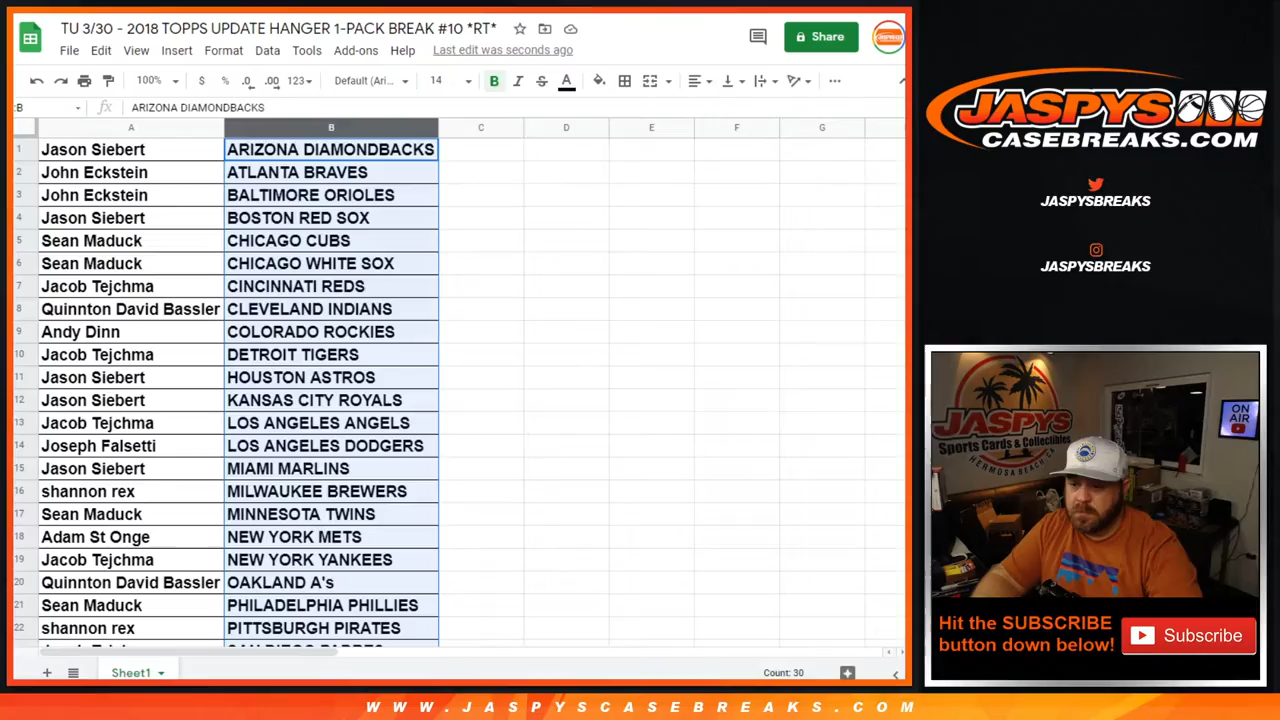 TU 3/30 - 2018 TOPPS UPDATE HANGER 1-PACK BREAK #10 *RT*
File Edit View Insert Format Data Tools Add-ons Help Last edit was seconds ago
Share
100% $ % .0 .00 123 Default (Ari... 14 B I S A
fx ARIZONA DIAMONDBACKS
A B C D E F G
1 Jason Siebert ARIZONA DIAMONDBACKS
2 John Eckstein ATLANTA BRAVES
3 John Eckstein BALTIMORE ORIOLES
4 Jason Siebert BOSTON RED SOX
5 Sean Maduck CHICAGO CUBS
6 Sean Maduck CHICAGO WHITE SOX
7 Jacob Tejchma CINCINNATI REDS
8 Quinnton David Bassler CLEVELAND INDIANS
9 Andy Dinn COLORADO ROCKIES
10 Jacob Tejchma DETROIT TIGERS
11 Jason Siebert HOUSTON ASTROS
12 Jason Siebert KANSAS CITY ROYALS
13 Jacob Tejchma LOS ANGELES ANGELS
14 Joseph Falsetti LOS ANGELES DODGERS
15 Jason Siebert MIAMI MARLINS
16 shannon rex MILWAUKEE BREWERS
17 Sean Maduck MINNESOTA TWINS
18 Adam St Onge NEW YORK METS
19 Jacob Tejchma NEW YORK YANKEES
20 Quinnton David Bassler OAKLAND A's
21 Sean Maduck PHILADELPHIA PHILLIES
22 shannon rex PITTSBURGH PIRATES
Sheet1
Count: 30
JASPYS
CASEBREAKS.COM
JASPYSBREAKS
JASPYSBREAKS
JASPYS
Sports Cards & Collectibles
HERMOSA BEACH, CA
ON AIR
Hit the SUBSCRIBE
button down below!
Subscribe
WWW.JASPYSCASEBREAKS.COM